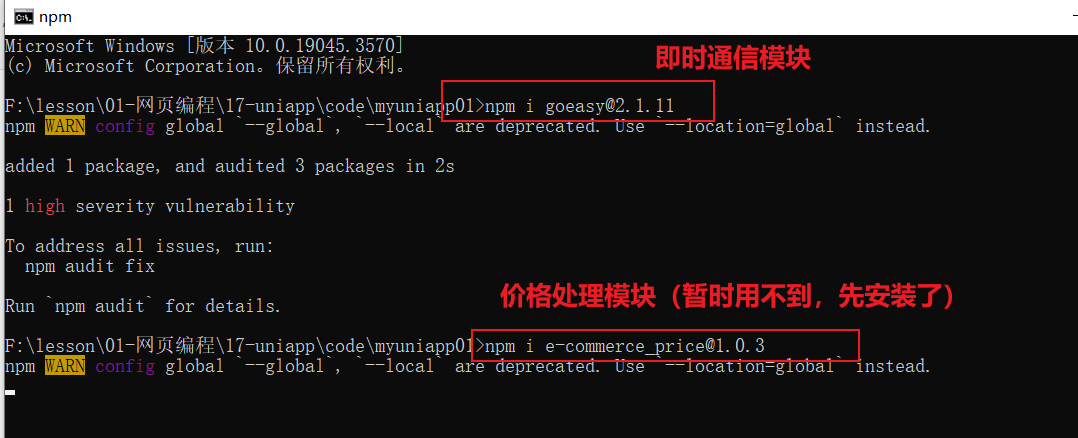 npm
Microsoft Windows [版本 10.0.19045.3570]
(c) Microsoft Corporation。保留所有权利。
即时通信模块
F:\lesson\01-网页编程\17-uniapp\code\myuniapp01>npm i goeasy@2.1.11
npm WARN config global `--global`, `--local` are deprecated. Use `--location=global` instead.
added 1 package, and audited 3 packages in 2s
1 high severity vulnerability
To address all issues, run:
  npm audit fix
价格处理模块（暂时用不到，先安装了）
Run `npm audit` for details.
F:\lesson\01-网页编程\17-uniapp\code\myuniapp01>npm i e-commerce_price@1.0.3
npm WARN config global `--global`, `--local` are deprecated. Use `--location=global` instead.